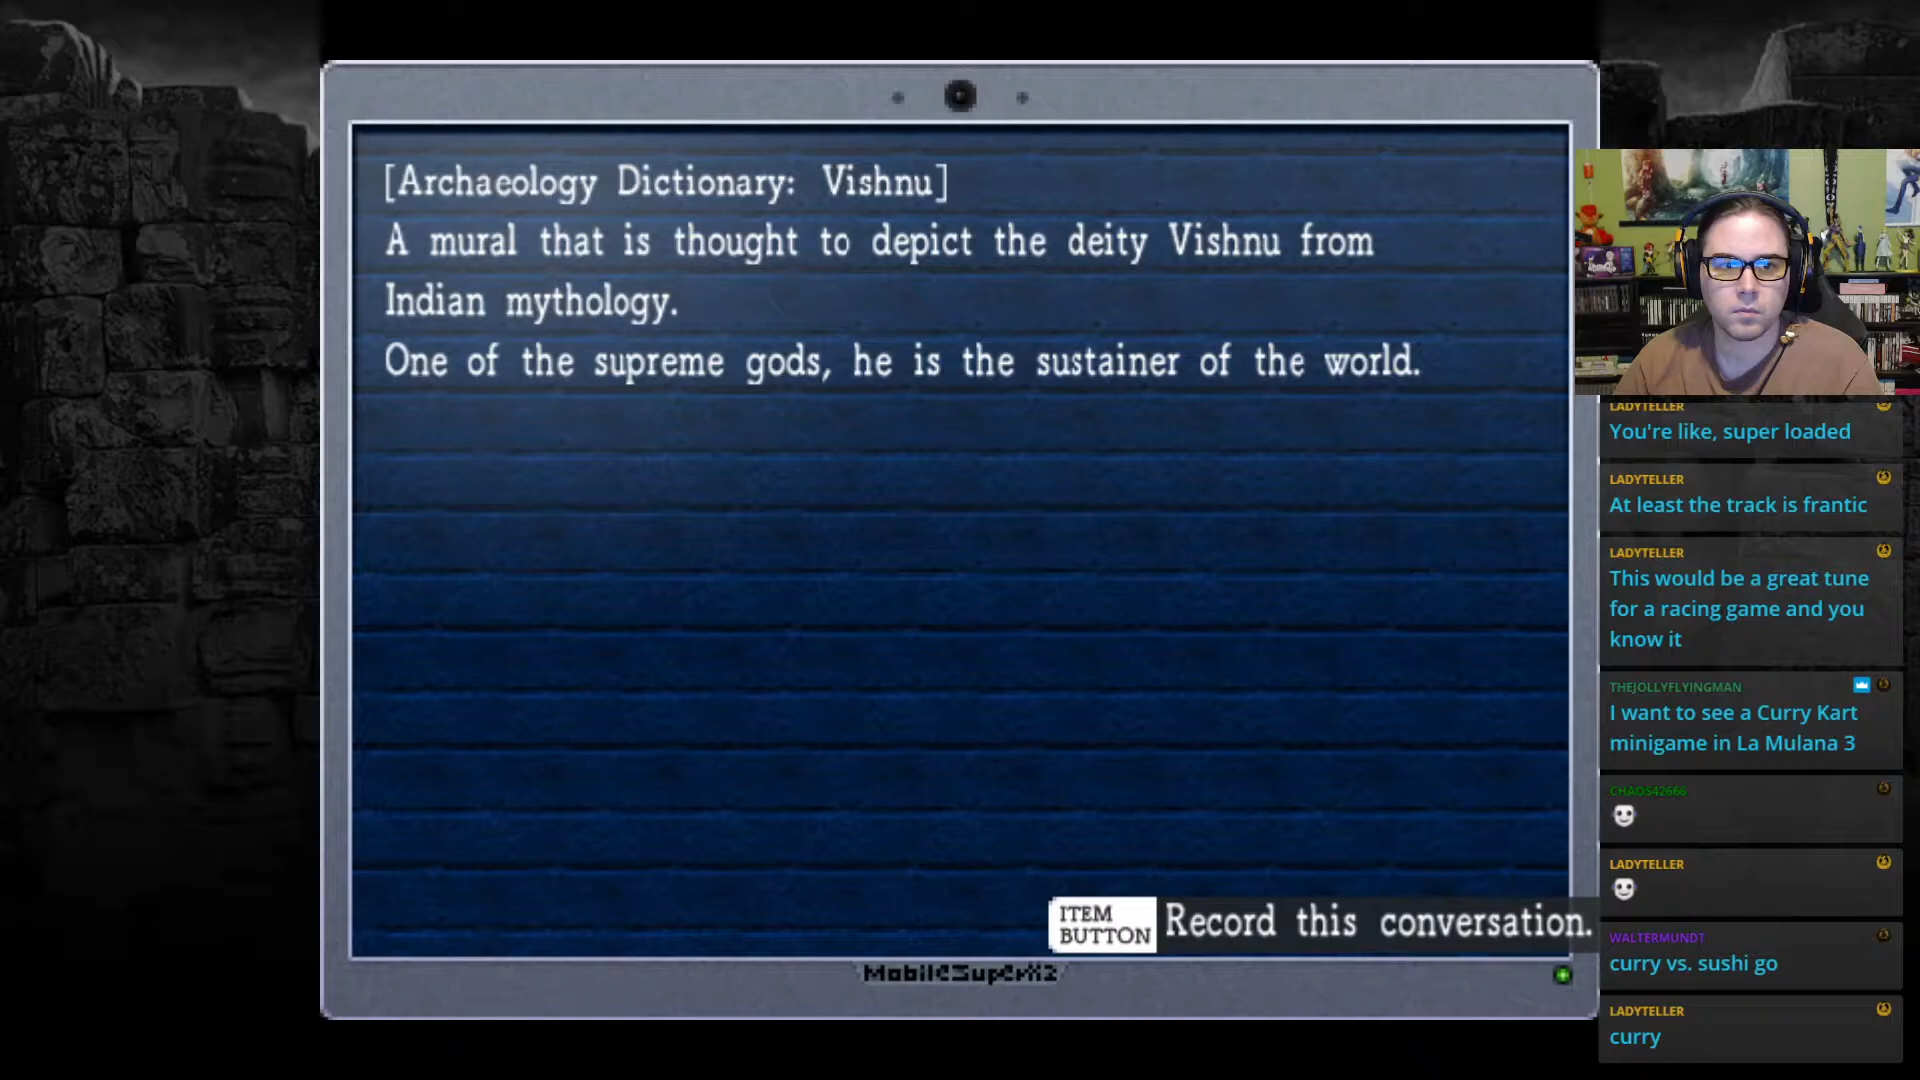 [Archaeology Dictionary: Vishnu]
A mural that is thought to depict the deity Vishnu from
Indian mythology.
One of the supreme gods, he is the sustainer of the world.
ITEM
BUTTON
Record this conversation.
MobileSuperX2
LADYTELLER
You're like, super loaded
LADYTELLER
At least the track is frantic
LADYTELLER
This would be a great tune
for a racing game and you
know it
THEJOLLYFLYINGMAN
I want to see a Curry Kart
minigame in La Mulana 3
CHAOS42666
LADYTELLER
WALTERMUNDT
curry vs. sushi go
LADYTELLER
curry